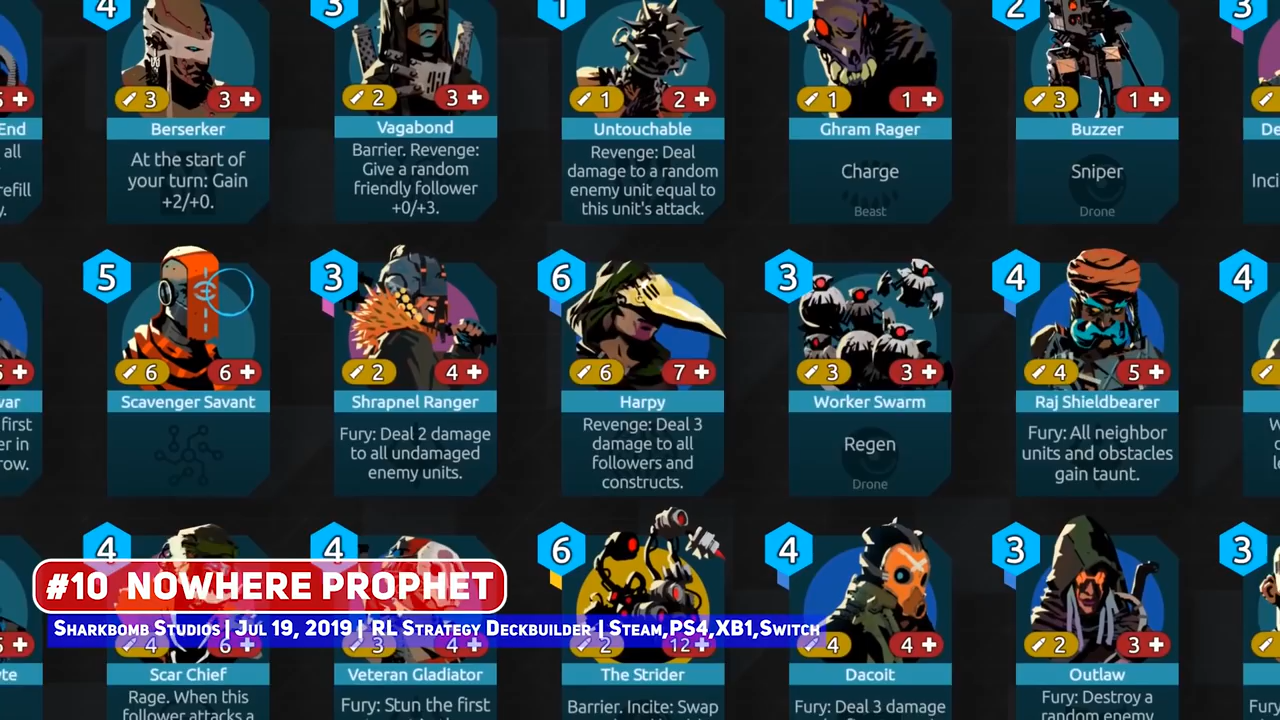 4
3
1
1
2
3
3
3
2
3
1
2
1
1
3
1
End
Berserker
Vagabond
Untouchable
Ghram Rager
Buzzer
all
refill
At the start of
your turn: Gain
+2/+0.
Barrier. Revenge:
Give a random
friendly follower
+0/+3.
Revenge: Deal
damage to a random
enemy unit equal to
this unit's attack.
Charge
Beast
Sniper
Drone
5
3
6
3
4
4
6
6
2
4
6
7
3
3
4
5
Scavenger Savant
Shrapnel Ranger
Harpy
Worker Swarm
Raj Shieldbearer
first
er in
row.
Fury: Deal 2 damage
to all undamaged
enemy units.
Revenge: Deal 3
damage to all
followers and
constructs.
Regen
Drone
Fury: All neighbor
units and obstacles
gain taunt.
4
4
6
4
3
3
#10 NOWHERE PROPHET
Sharkbomb Studios | Jul 19, 2019 | RL Strategy Deckbuilder | Steam,PS4,XB1,Switch
4
6
3
4
2
12
4
4
2
3
Scar Chief
Veteran Gladiator
The Strider
Dacoit
Outlaw
Rage. When this
follower attacks a
Fury: Stun the first
Barrier. Incite: Swap
Fury: Deal 3 damage
Fury: Destroy a
random enemy